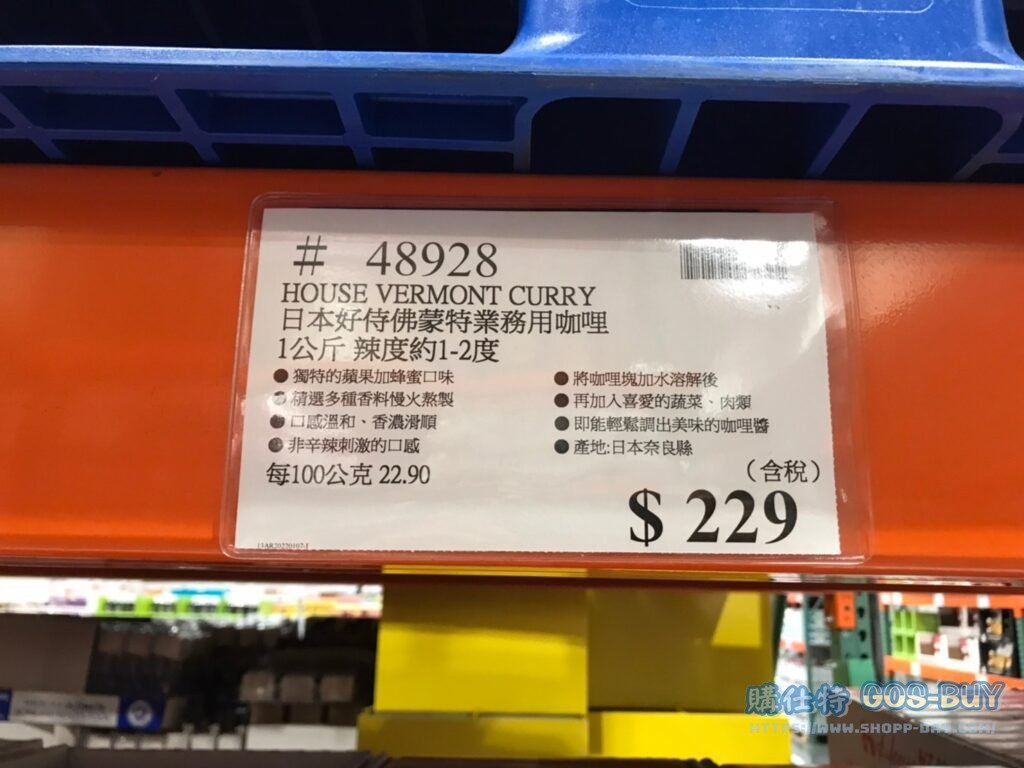 # 48928
HOUSE VERMONT CURRY
日本好侍佛蒙特業務用咖哩
1公斤 辣度約1-2度
●獨特的蘋果加蜂蜜口味
●精選多種香料慢火熬製
●口感溫和、香濃滑順
●非辛辣刺激的口感
●將咖哩塊加水溶解後
●再加入喜愛的蔬菜、肉類
●即能輕鬆調出美味的咖哩醬
●產地:日本奈良縣
每100公克 22.90
(含稅)
$ 229
購仕特 GOS-BUY